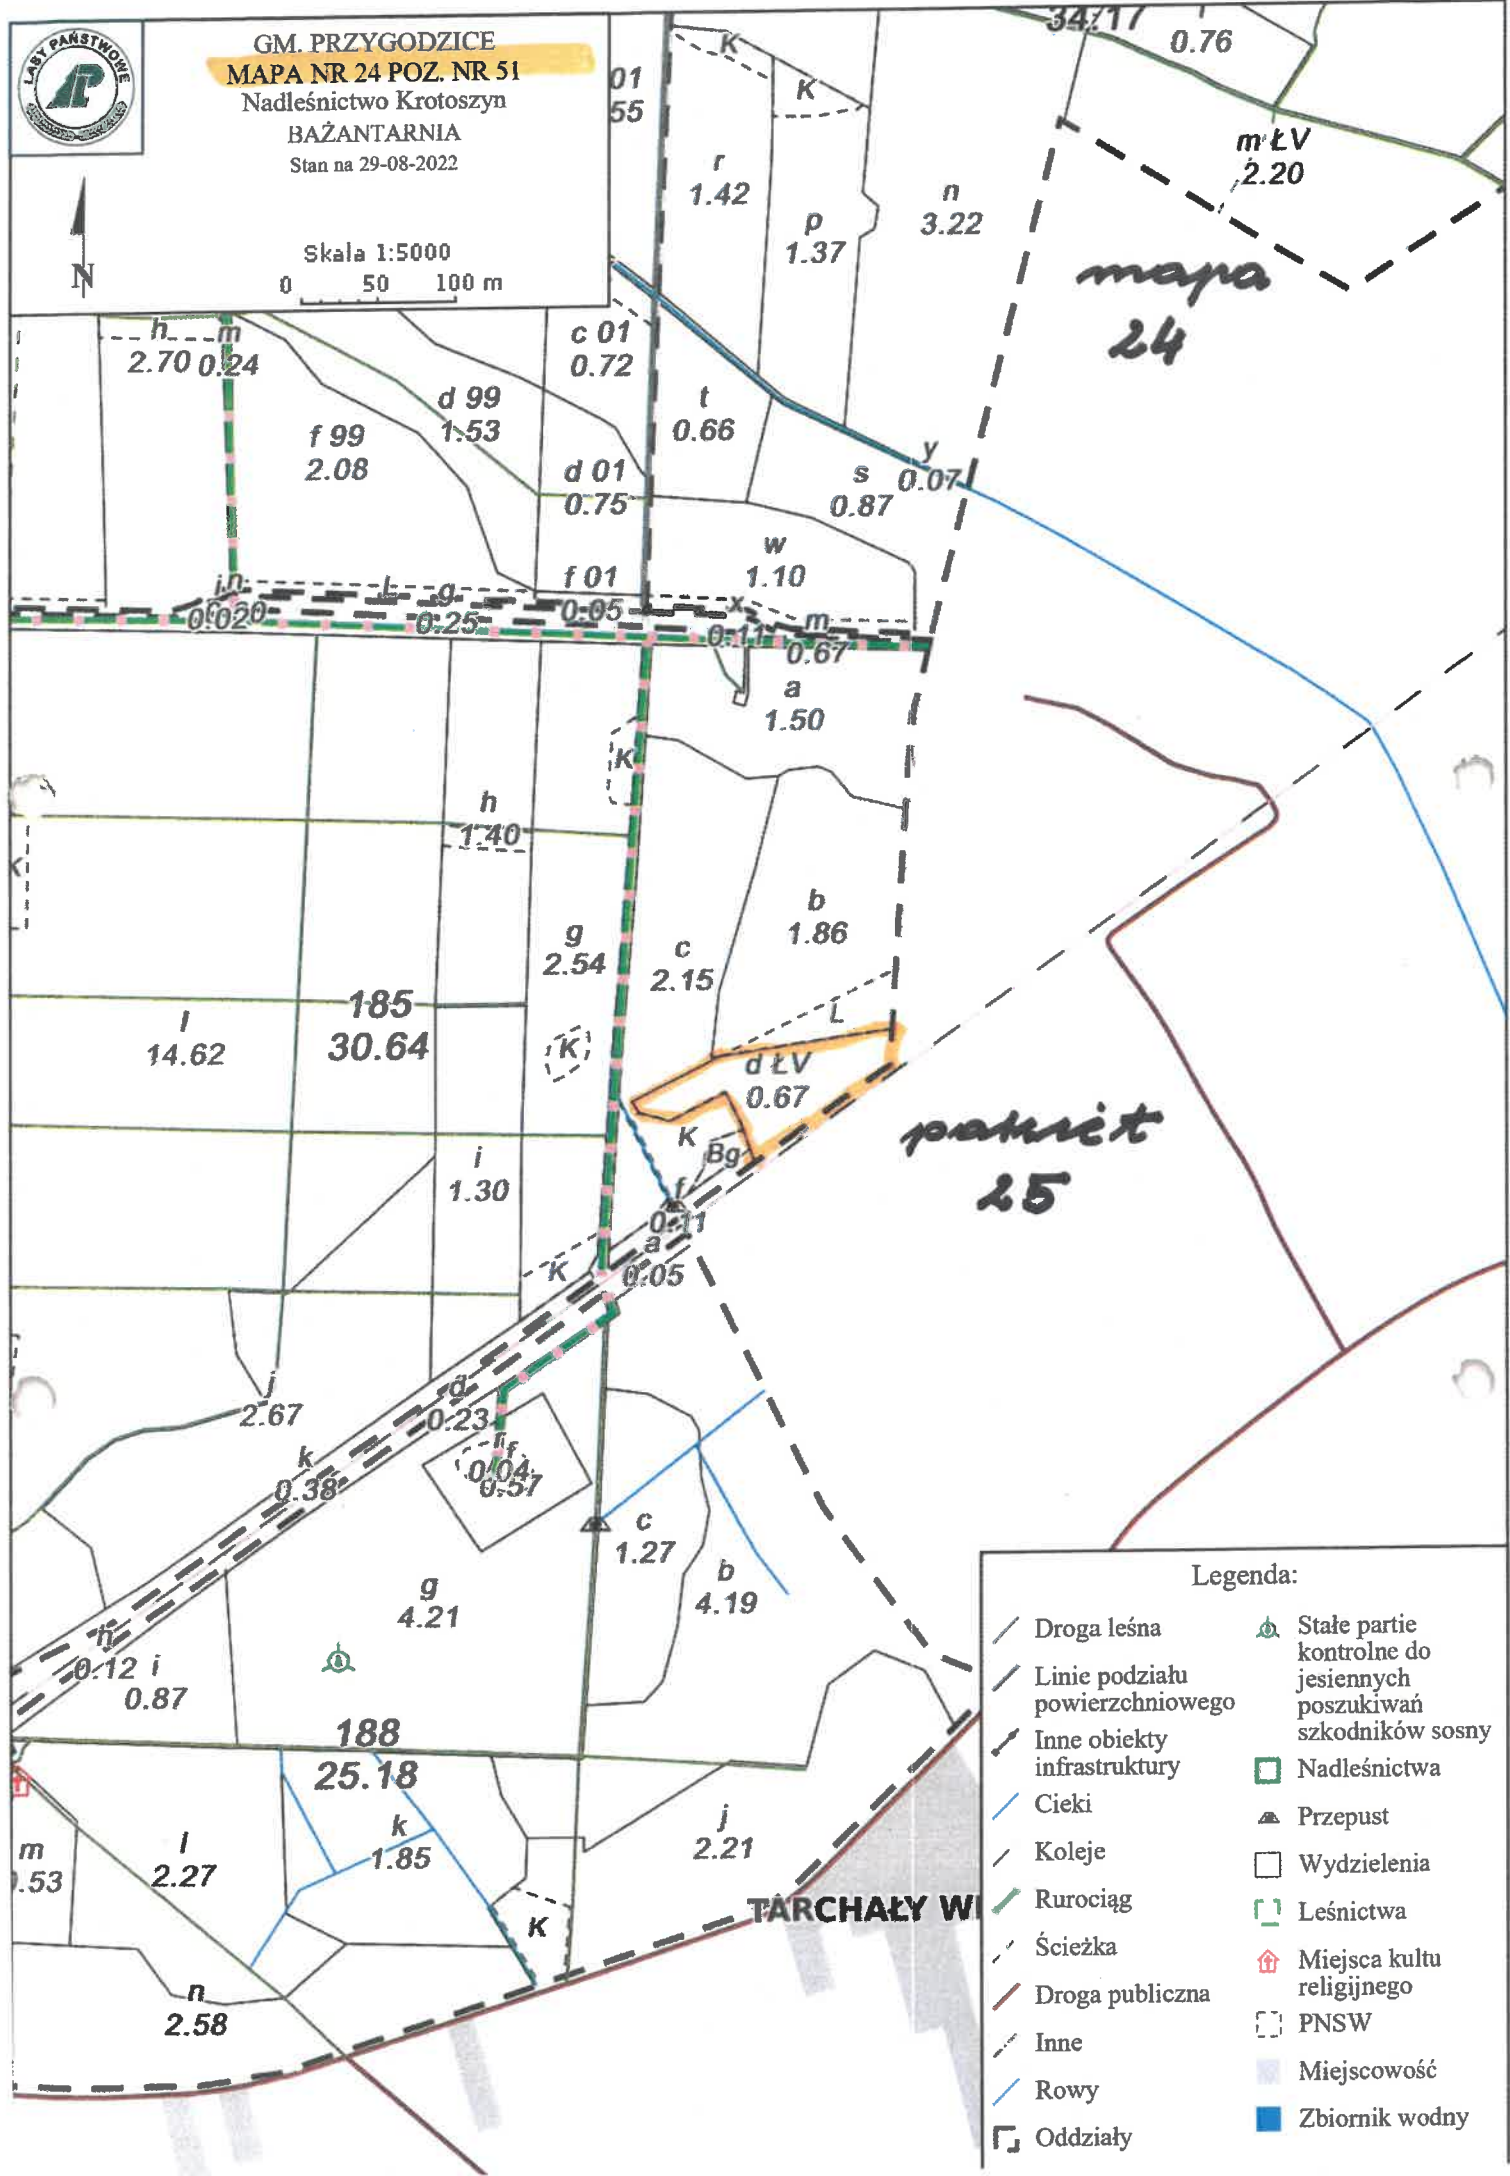 LASY PAŃSTWOWE
GM. PRZYGODZICE
MAPA NR 24 POZ. NR 51
Nadleśnictwo Krotoszyn
BAŻANTARNIA
Stan na 29-08-2022
Skala 1:5000
0 50 100 m
N
01
55
K
K
34.17
0.76
m ŁV
2.20
r
1.42
p
1.37
n
3.22
mapa
24
h
2.70
m
0.24
c 01
0.72
d 99
1.53
f 99
2.08
t
0.66
d 01
0.75
s
0.87
y
0.07
w
1.10
f 01
0.05
j n
0.02
L g
0.25
x
0.11
m
0.67
a
1.50
K
h
1.40
K
b
1.86
g
2.54
c
2.15
L
185
30.64
l
14.62
K
d ŁV
0.67
K
Bg
pakiet
25
i
1.30
f
0.11
a
0.05
K
j
2.67
d
0.23
k
0.38
f
0.04
0.57
c
1.27
b
4.19
g
4.21
h
0.12
i
0.87
188
25.18
m
.53
l
2.27
k
1.85
j
2.21
K
TARCHAŁY WI
n
2.58
Legenda:
Droga leśna
Linie podziału
powierzchniowego
Inne obiekty
infrastruktury
Cieki
Koleje
Rurociąg
Ścieżka
Droga publiczna
Inne
Rowy
Oddziały
Stałe partie
kontrolne do
jesiennych
poszukiwań
szkodników sosny
Nadleśnictwa
Przepust
Wydzielenia
Leśnictwa
Miejsca kultu
religijnego
PNSW
Miejscowość
Zbiornik wodny